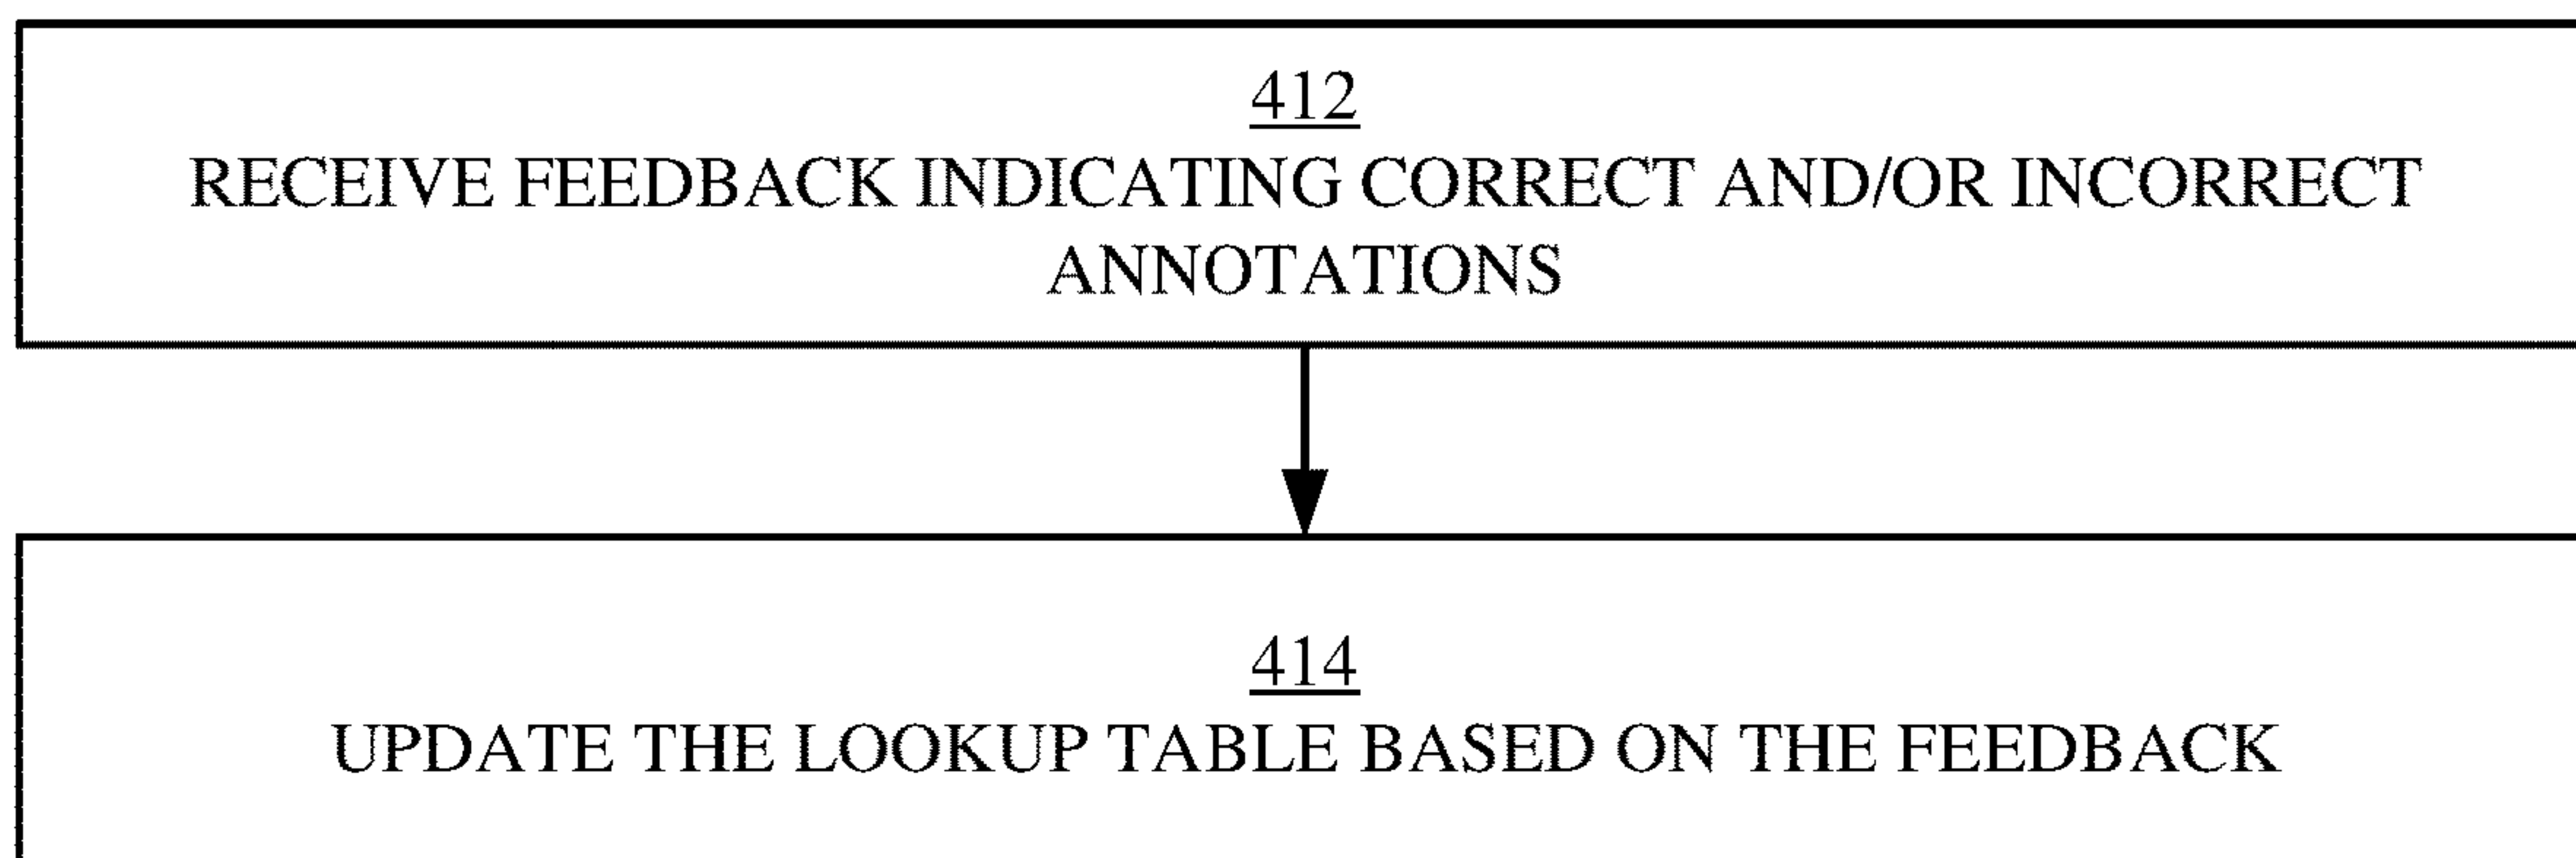 412
RECEIVE FEEDBACK INDICATING CORRECT AND/OR INCORRECT
ANNOTATIONS
414
UPDATE THE LOOKUP TABLE BASED ON THE FEEDBACK